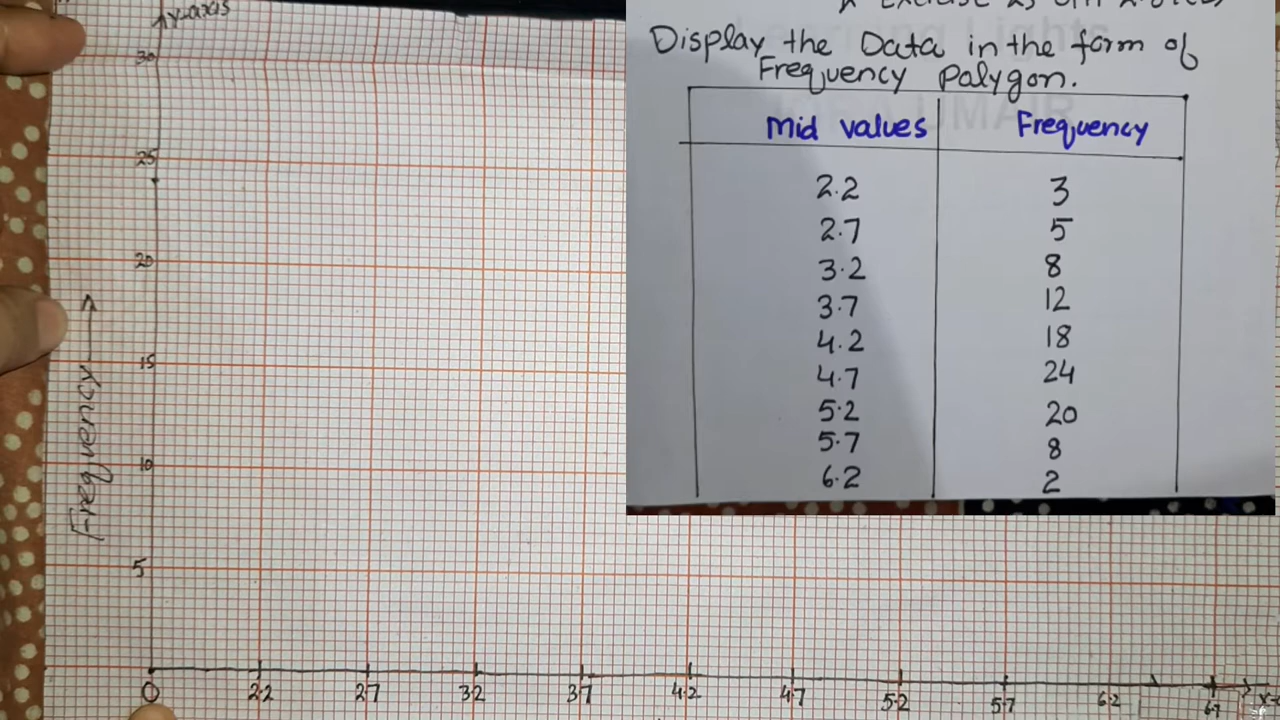 y-axis
30
25
20
15
10
5
Frequency
0 2.2 2.7 3.2 3.7 4.2 4.7 5.2 5.7 6.2 6.7
Display the Data in the form of
Frequency Polygon.
Mid values Frequency
2.2 3
2.7 5
3.2 8
3.7 12
4.2 18
4.7 24
5.2 20
5.7 8
6.2 2